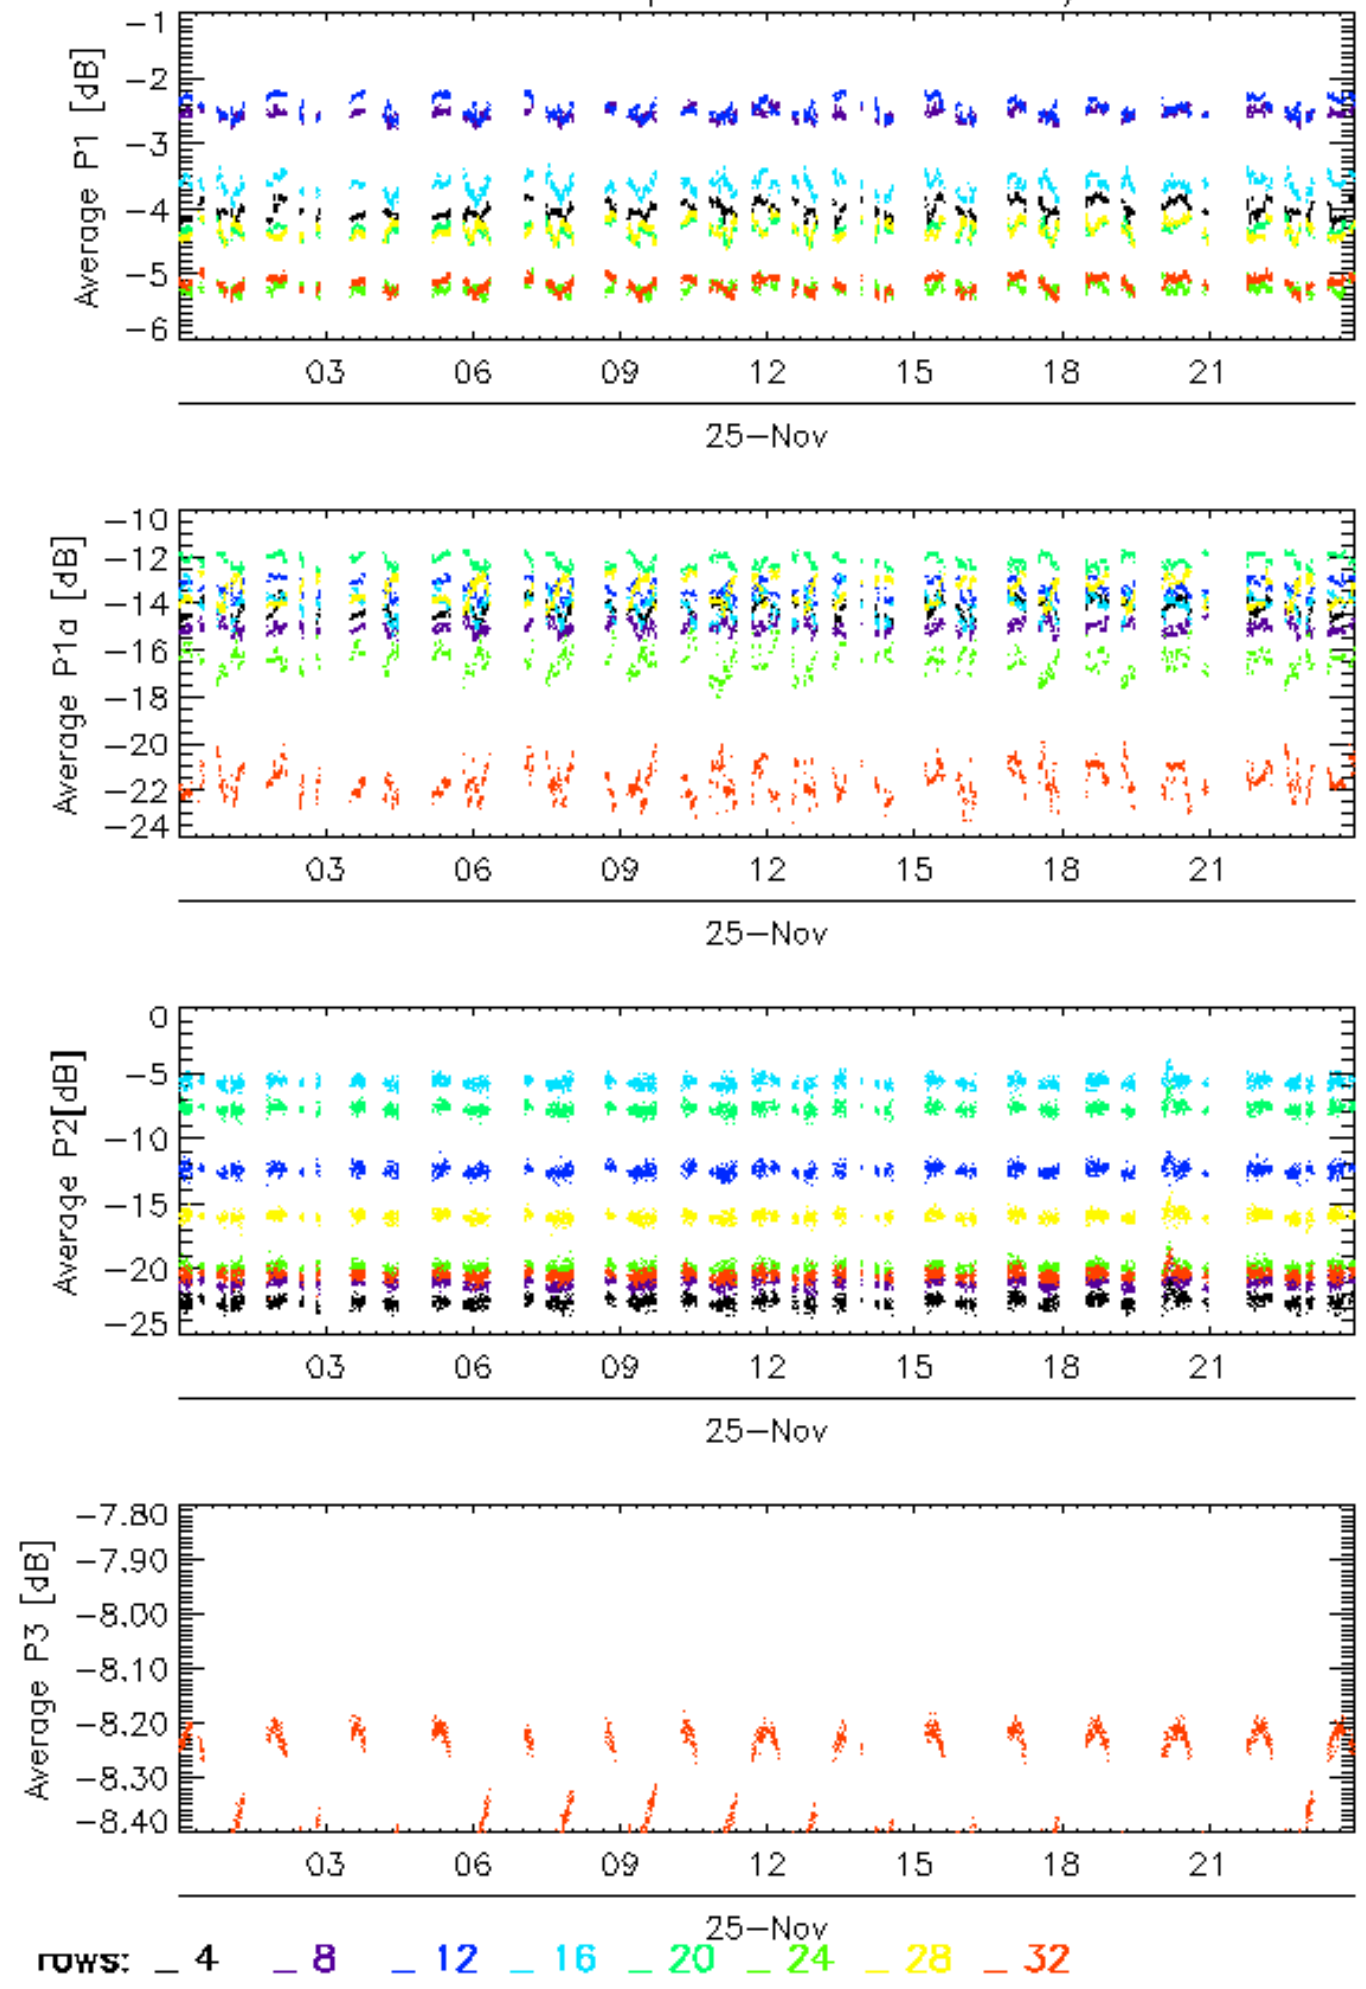 -1
-2
-3
-4
-5
-6
Average P1 [dB]
03 06 09 12 15 18 21
25-Nov
-10
-12
-14
-16
-18
-20
-22
-24
Average P1a [dB]
03 06 09 12 15 18 21
25-Nov
0
-5
-10
-15
-20
-25
Average P2[dB]
03 06 09 12 15 18 21
25-Nov
-7.80
-7.90
-8.00
-8.10
-8.20
-8.30
-8.40
Average P3 [dB]
03 06 09 12 15 18 21
25-Nov
rows: _ 4 _ 8 _ 12 _ 16 _ 20 _ 24 _ 28 _ 32